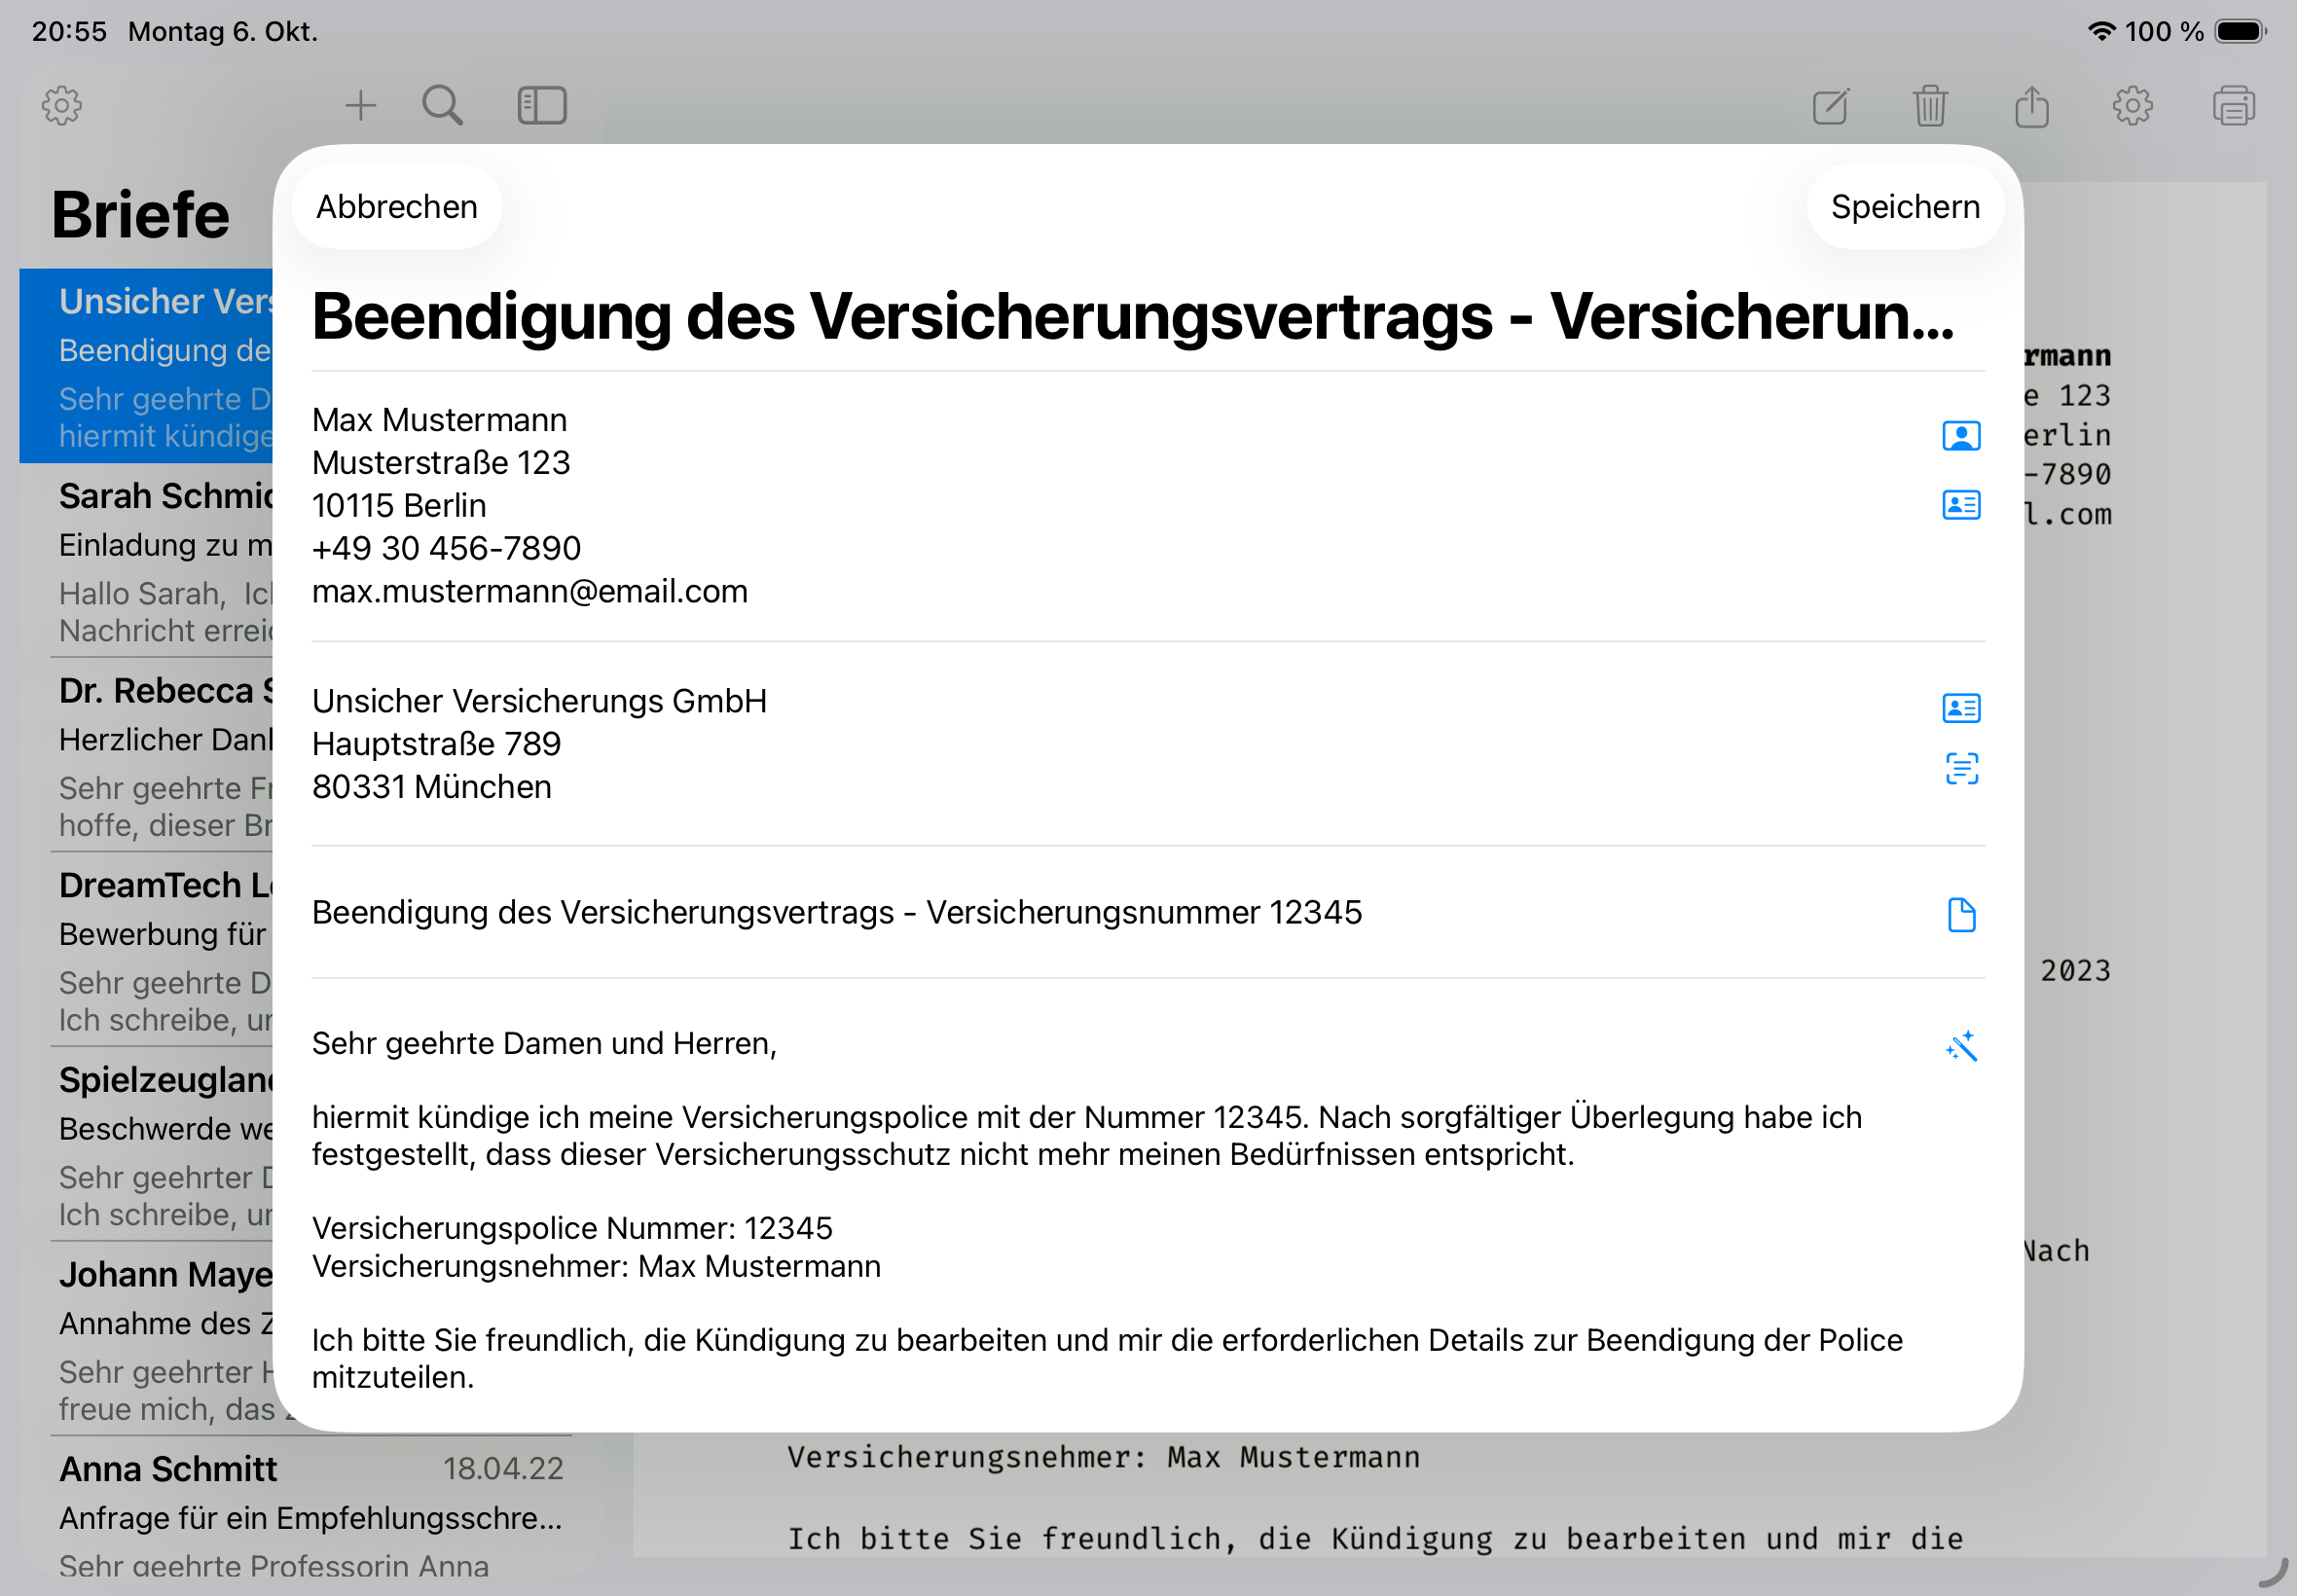 20:55 Montag 6. Okt.
100 %
Briefe
Unsicher Vers
Beendigung de
Sehr geehrte D
hiermit kündige
Sarah Schmid
Einladung zu m
Hallo Sarah, Ich
Nachricht erreic
Dr. Rebecca S
Herzlicher Dank
Sehr geehrte Fr
hoffe, dieser Br
DreamTech Le
Bewerbung für
Sehr geehrte D
Ich schreibe, um
Spielzeugland
Beschwerde we
Sehr geehrter D
Ich schreibe, um
Johann Maye
Annahme des Z
Sehr geehrter H
freue mich, das z
Anna Schmitt 18.04.22
Anfrage für ein Empfehlungsschre...
Sehr geehrte Professorin Anna
Abbrechen
Speichern
Beendigung des Versicherungsvertrags - Versicherun...
Max Mustermann
Musterstraße 123
10115 Berlin
+49 30 456-7890
max.mustermann@email.com
Unsicher Versicherungs GmbH
Hauptstraße 789
80331 München
Beendigung des Versicherungsvertrags - Versicherungsnummer 12345
Sehr geehrte Damen und Herren,
hiermit kündige ich meine Versicherungspolice mit der Nummer 12345. Nach sorgfältiger Überlegung habe ich
festgestellt, dass dieser Versicherungsschutz nicht mehr meinen Bedürfnissen entspricht.
Versicherungspolice Nummer: 12345
Versicherungsnehmer: Max Mustermann
Ich bitte Sie freundlich, die Kündigung zu bearbeiten und mir die erforderlichen Details zur Beendigung der Police
mitzuteilen.
rmann
e 123
erlin
-7890
l.com
2023
Nach
Versicherungsnehmer: Max Mustermann
Ich bitte Sie freundlich, die Kündigung zu bearbeiten und mir die